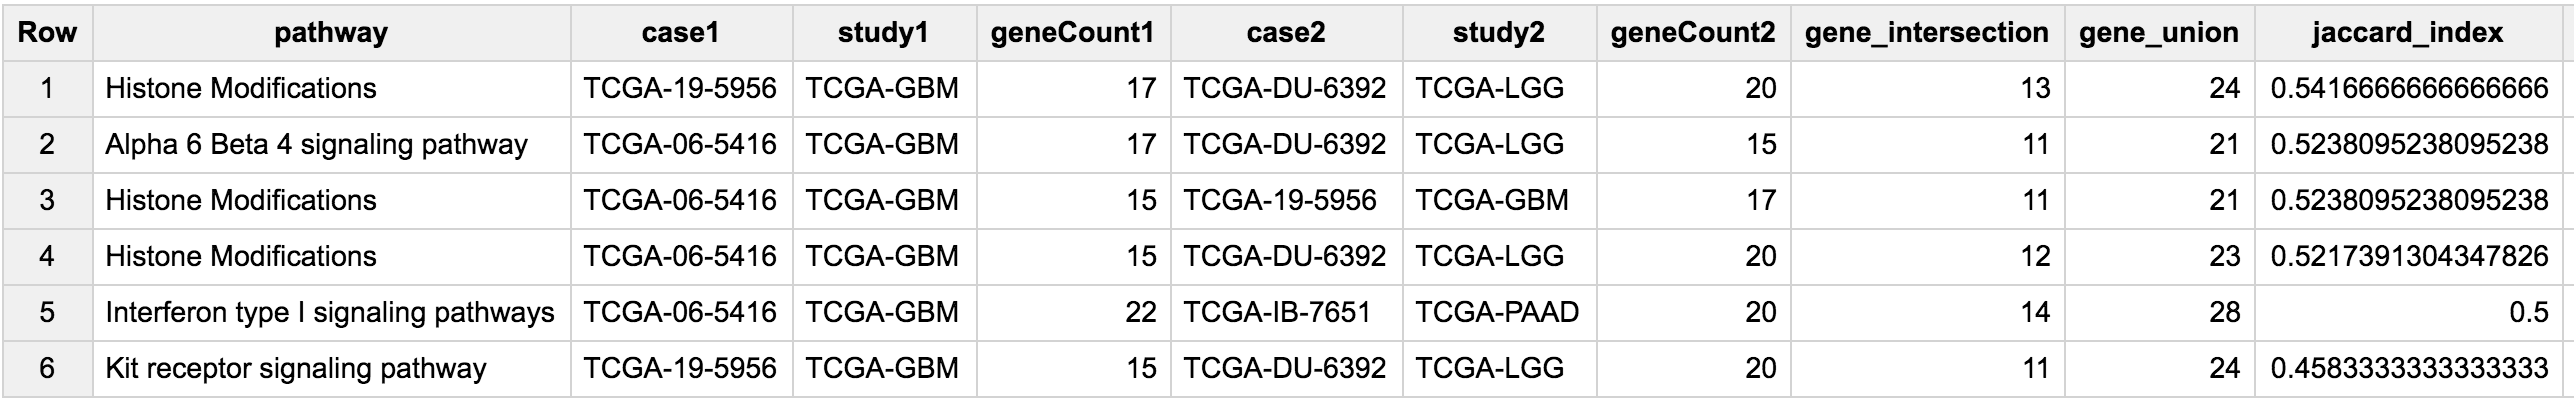 Row pathway case1 study1 geneCount1 case2 study2 geneCount2 gene_intersection gene_union jaccard_index
1 Histone Modifications TCGA-19-5956 TCGA-GBM 17 TCGA-DU-6392 TCGA-LGG 20 13 24 0.5416666666666666
2 Alpha 6 Beta 4 signaling pathway TCGA-06-5416 TCGA-GBM 17 TCGA-DU-6392 TCGA-LGG 15 11 21 0.5238095238095238
3 Histone Modifications TCGA-06-5416 TCGA-GBM 15 TCGA-19-5956 TCGA-GBM 17 11 21 0.5238095238095238
4 Histone Modifications TCGA-06-5416 TCGA-GBM 15 TCGA-DU-6392 TCGA-LGG 20 12 23 0.5217391304347826
5 Interferon type I signaling pathways TCGA-06-5416 TCGA-GBM 22 TCGA-IB-7651 TCGA-PAAD 20 14 28 0.5
6 Kit receptor signaling pathway TCGA-19-5956 TCGA-GBM 15 TCGA-DU-6392 TCGA-LGG 20 11 24 0.4583333333333333